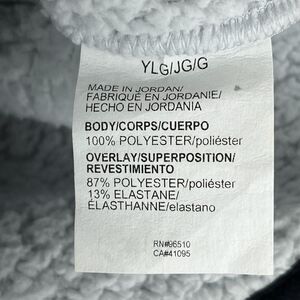 YLG/JG/G
MADE IN JORDAN/
FABRIQUÉ EN JORDANIE/
HECHO EN JORDANIA
BODY/CORPS/CUERPO
100% POLYESTER/poliéster
OVERLAY/SUPERPOSITION/
REVESTIMIENTO
87% POLYESTER/poliéster
13% ELASTANE/
ÉLASTHANNE/elastano
RN#96510
CA#41095